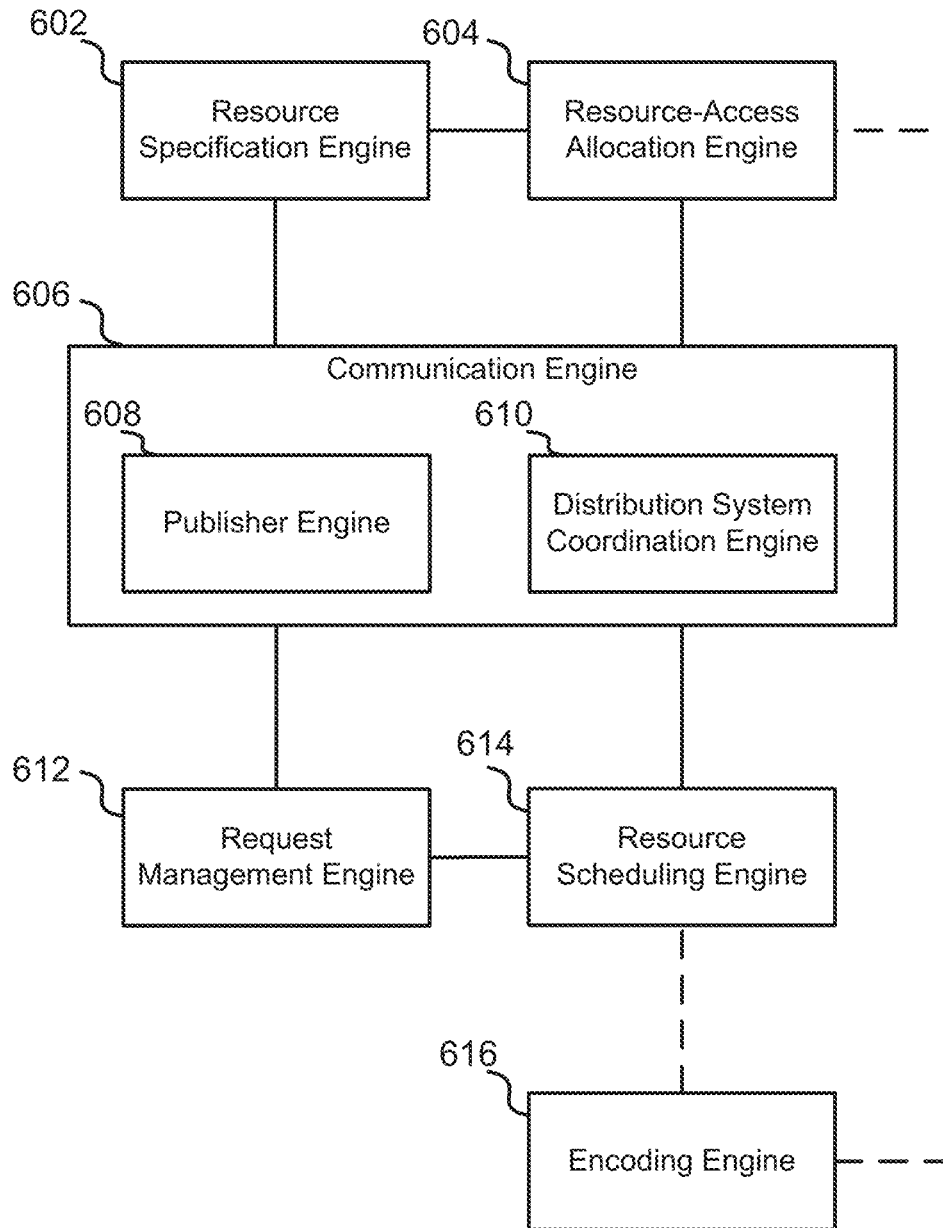 602
604
Resource
Specification Engine
Resource-Access
Allocation Engine
606
Communication Engine
608
610
Publisher Engine
Distribution System
Coordination Engine
612
614
Request
Management Engine
Resource
Scheduling Engine
616
Encoding Engine